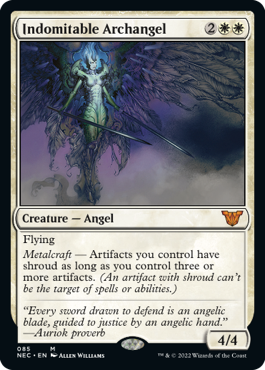 Indomitable Archangel 2
Creature — Angel
Flying
Metalcraft — Artifacts you control have
shroud as long as you control three or
more artifacts. (An artifact with shroud can't
be the target of spells or abilities.)
"Every sword drawn to defend is an angelic
blade, guided to justice by an angelic hand."
—Auriok proverb
4/4
085 M
NEC • EN ALLEN WILLIAMS
™ & © 2022 Wizards of the Coast